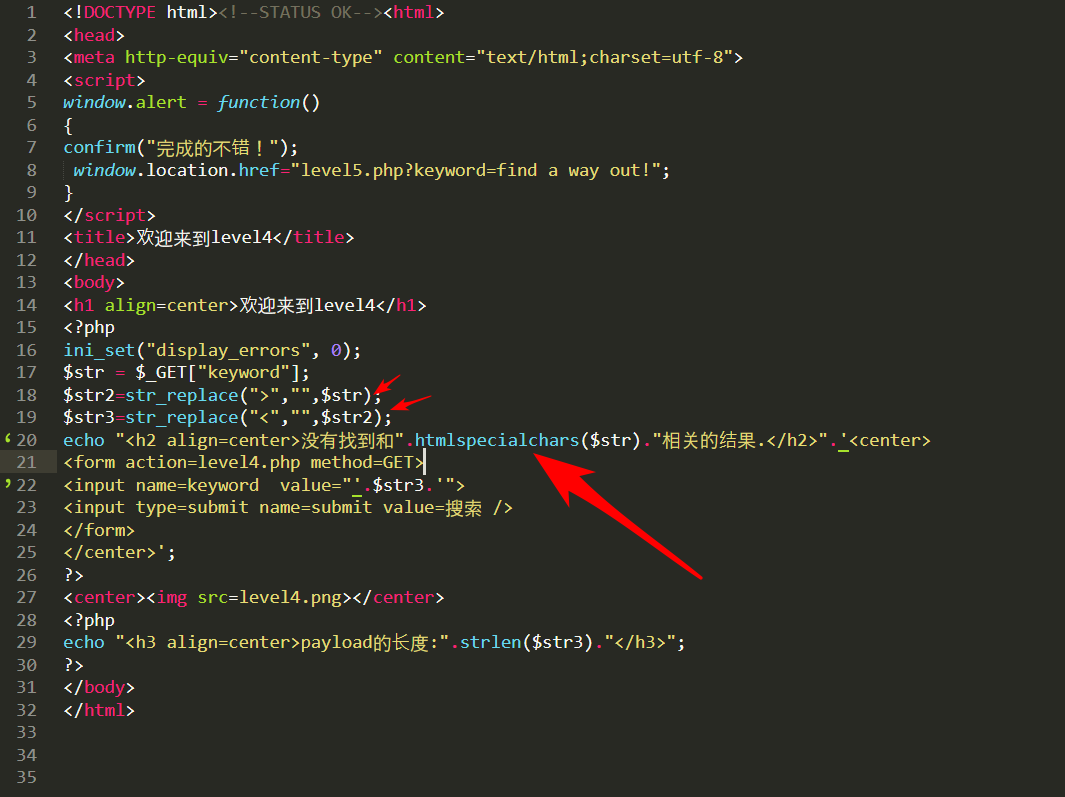 1 <!DOCTYPE html><!--STATUS OK--><html>
2 <head>
3 <meta http-equiv="content-type" content="text/html;charset=utf-8">
4 <script>
5 window.alert = function()
6 {
7 confirm("完成的不错！");
8  window.location.href="level5.php?keyword=find a way out!";
9 }
10 </script>
11 <title>欢迎来到level4</title>
12 </head>
13 <body>
14 <h1 align=center>欢迎来到level4</h1>
15 <?php
16 ini_set("display_errors", 0);
17 $str = $_GET["keyword"];
18 $str2=str_replace(">","",$str);
19 $str3=str_replace("<","",$str2);
20 echo "<h2 align=center>没有找到和".htmlspecialchars($str)."相关的结果.</h2>".'<center>
21 <form action=level4.php method=GET>
22 <input name=keyword  value="'.$str3.'">
23 <input type=submit name=submit value=搜索 />
24 </form>
25 </center>';
26 ?>
27 <center><img src=level4.png></center>
28 <?php
29 echo "<h3 align=center>payload的长度:".strlen($str3)."</h3>";
30 ?>
31 </body>
32 </html>
33
34
35